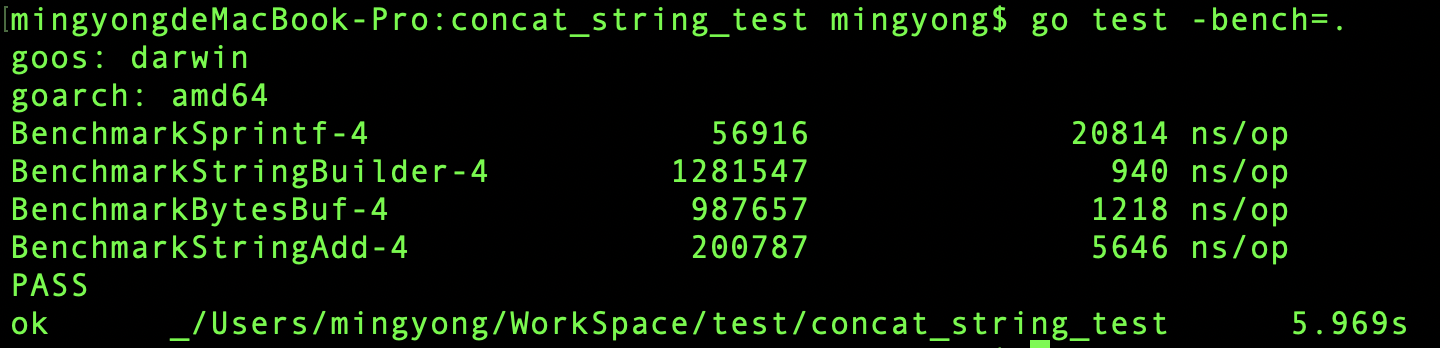 [mingyongdeMacBook-Pro:concat_string_test mingyong$ go test -bench=.
goos: darwin
goarch: amd64
BenchmarkSprintf-4 56916 20814 ns/op
BenchmarkStringBuilder-4 1281547 940 ns/op
BenchmarkBytesBuf-4 987657 1218 ns/op
BenchmarkStringAdd-4 200787 5646 ns/op
PASS
ok _/Users/mingyong/WorkSpace/test/concat_string_test 5.969s